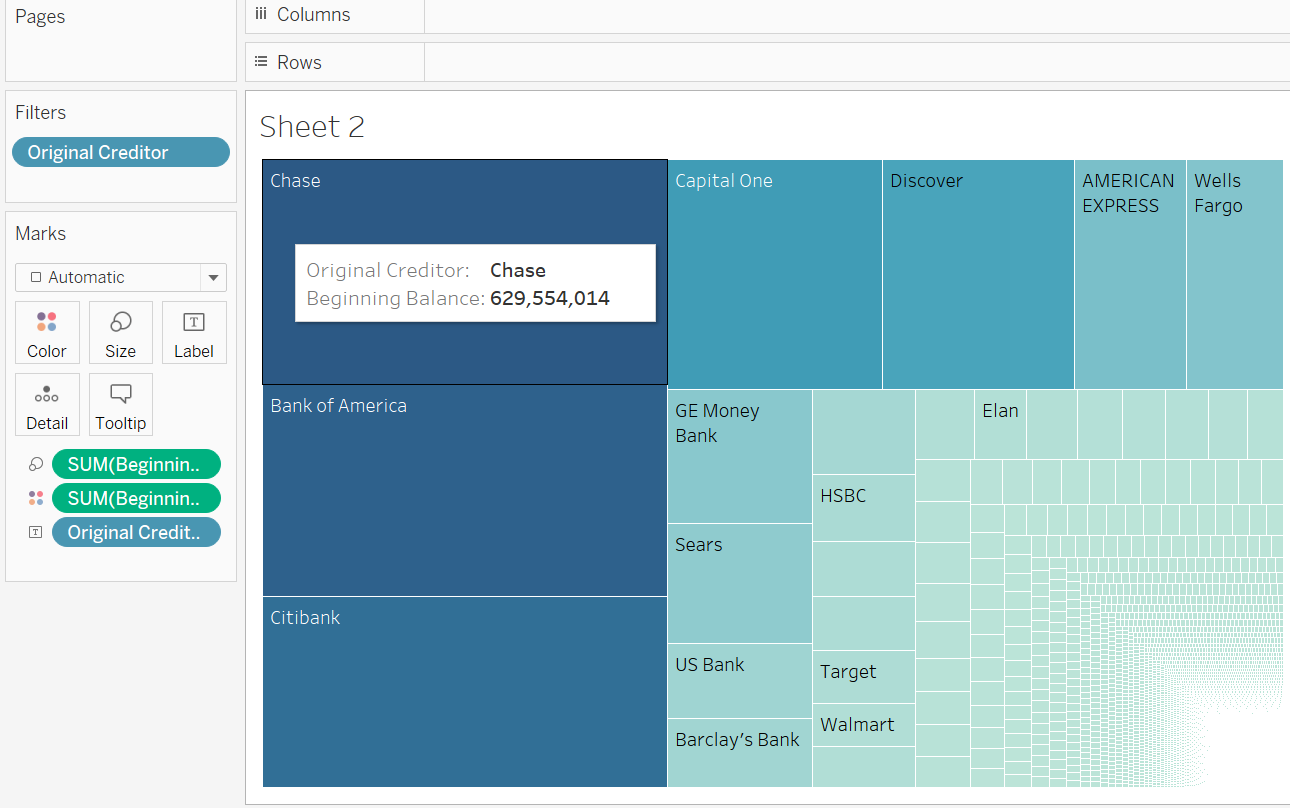 Pages
Columns
Rows
Filters
Original Creditor
Marks
Automatic
Color
Size
T
Label
Detail
Tooltip
SUM(Beginnin..
SUM(Beginnin..
T
Original Credit..
Sheet 2
Chase
Original Creditor: Chase
Beginning Balance: 629,554,014
Bank of America
Citibank
Capital One
Discover
AMERICAN
EXPRESS
Wells
Fargo
GE Money
Bank
Sears
US Bank
Barclay's Bank
HSBC
Target
Walmart
Elan